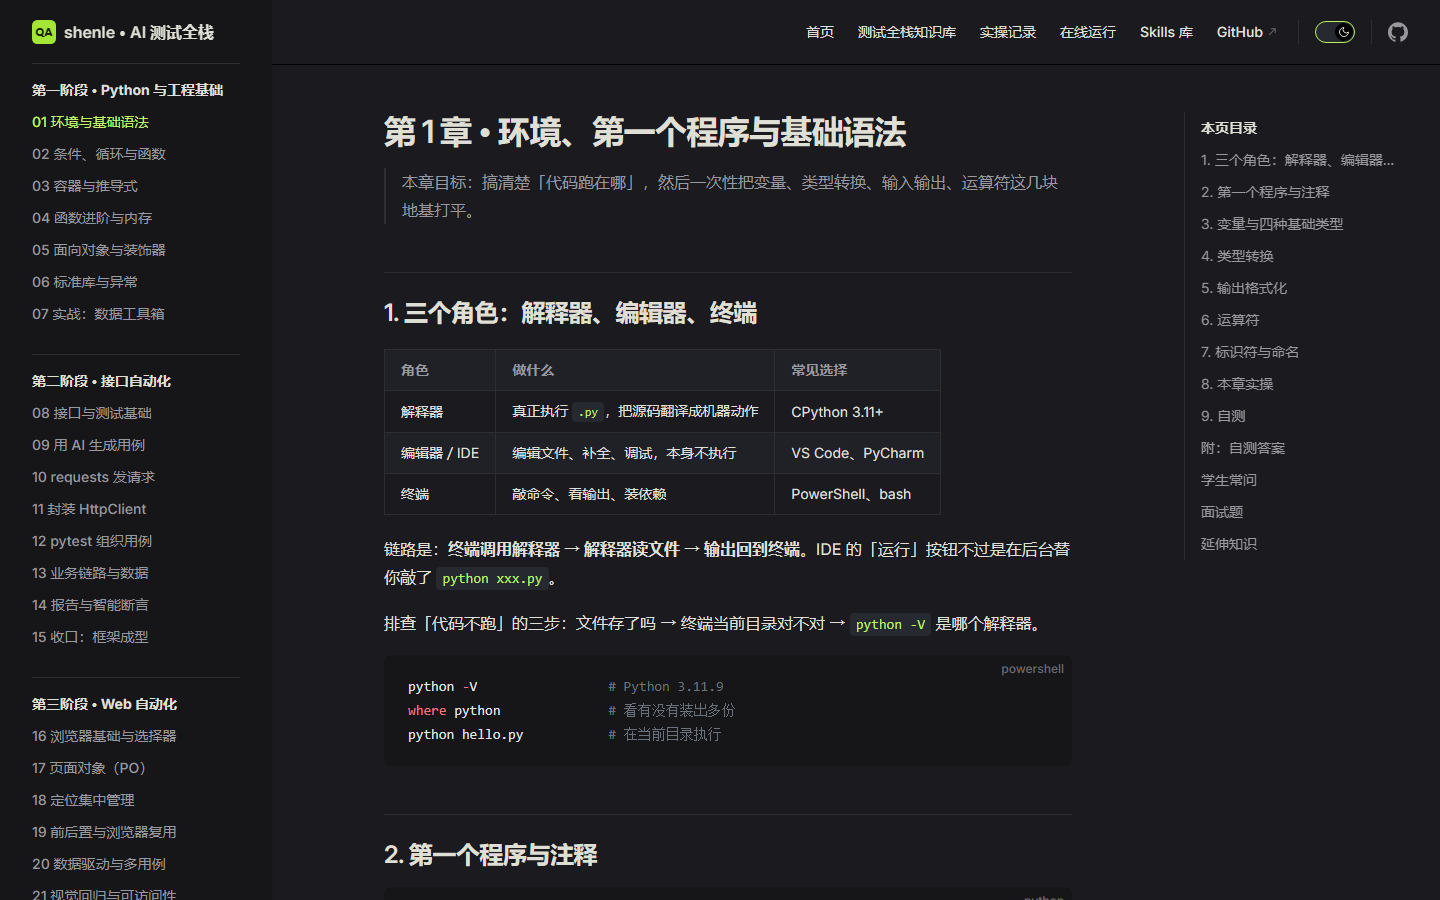 QA shenle • AI 测试全栈
首页 测试全栈知识库 实操记录 在线运行 Skills 库 GitHub
第一阶段 • Python 与工程基础
01 环境与基础语法
02 条件、循环与函数
03 容器与推导式
04 函数进阶与内存
05 面向对象与装饰器
06 标准库与异常
07 实战：数据工具箱
第二阶段 • 接口自动化
08 接口与测试基础
09 用 AI 生成用例
10 requests 发请求
11 封装 HttpClient
12 pytest 组织用例
13 业务链路与数据
14 报告与智能断言
15 收口：框架成型
第三阶段 • Web 自动化
16 浏览器基础与选择器
17 页面对象（PO）
18 定位集中管理
19 前后置与浏览器复用
20 数据驱动与多用例
21 视觉回归与可访问性
第 1 章 • 环境、第一个程序与基础语法
本章目标：搞清楚「代码跑在哪」，然后一次性把变量、类型转换、输入输出、运算符这几块
地基打平。
1. 三个角色：解释器、编辑器、终端
角色 做什么 常见选择
解释器 真正执行 .py，把源码翻译成机器动作 CPython 3.11+
编辑器 / IDE 编辑文件、补全、调试，本身不执行 VS Code、PyCharm
终端 敲命令、看输出、装依赖 PowerShell、bash
链路是：终端调用解释器 → 解释器读文件 → 输出回到终端。IDE 的「运行」按钮不过是在后台替
你敲了 python xxx.py。
排查「代码不跑」的三步：文件存了吗 → 终端当前目录对不对 → python -V 是哪个解释器。
powershell
python -V # Python 3.11.9
where python # 看有没有装出多份
python hello.py # 在当前目录执行
2. 第一个程序与注释
python
本页目录
1. 三个角色：解释器、编辑器...
2. 第一个程序与注释
3. 变量与四种基础类型
4. 类型转换
5. 输出格式化
6. 运算符
7. 标识符与命名
8. 本章实操
9. 自测
附：自测答案
学生常问
面试题
延伸知识